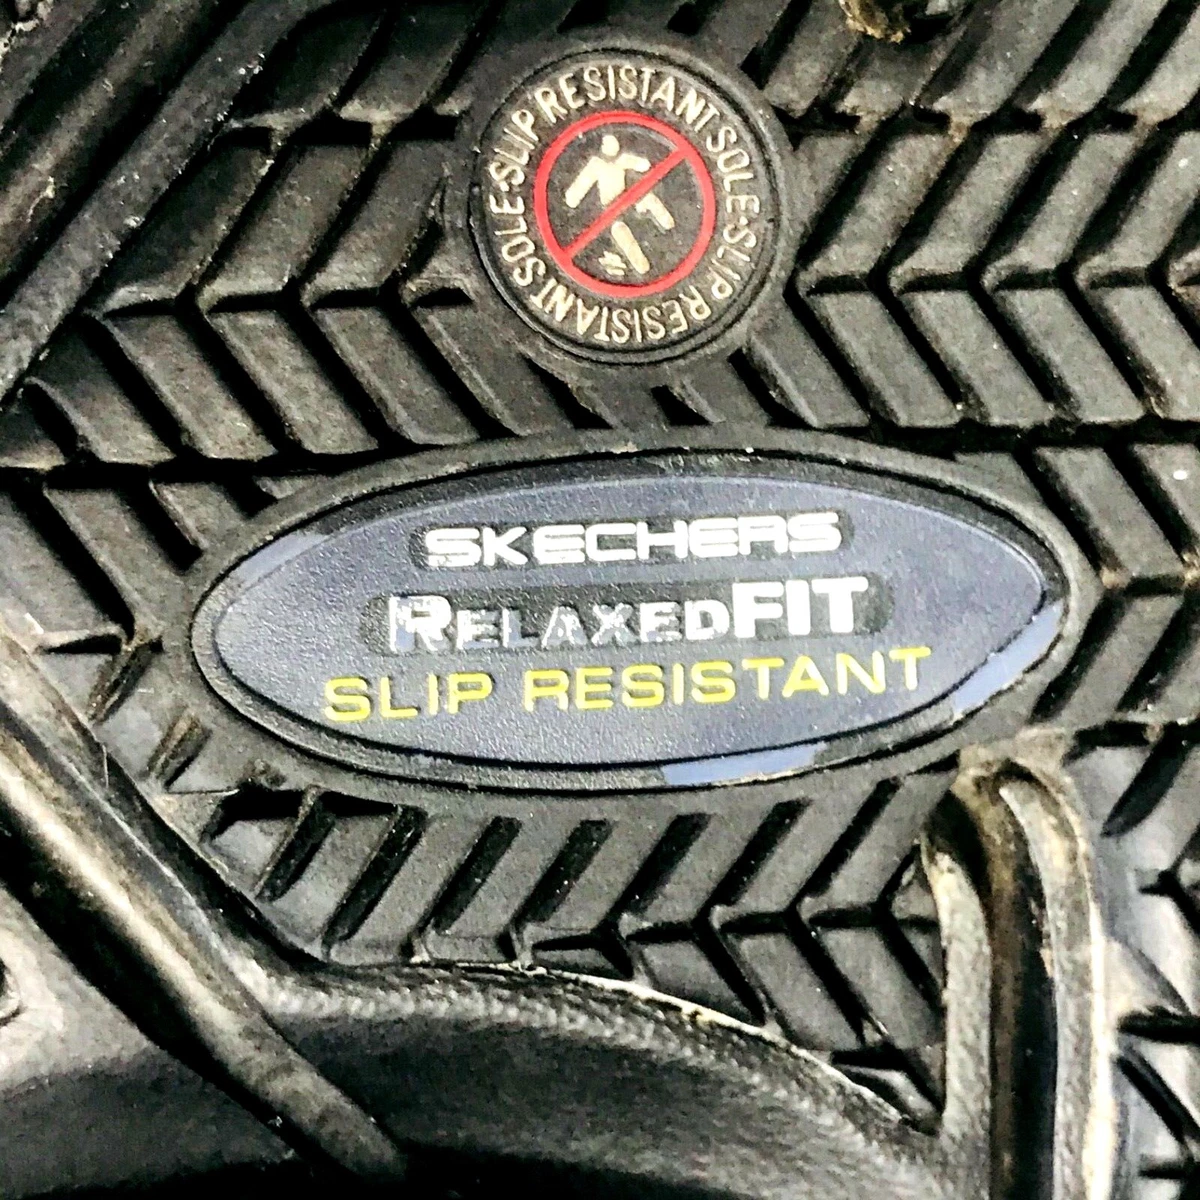 SLIP RESISTANT SOLE·SLIP RESISTANT SOLE·
SKECHERS
RELAXEDFIT
SLIP RESISTANT